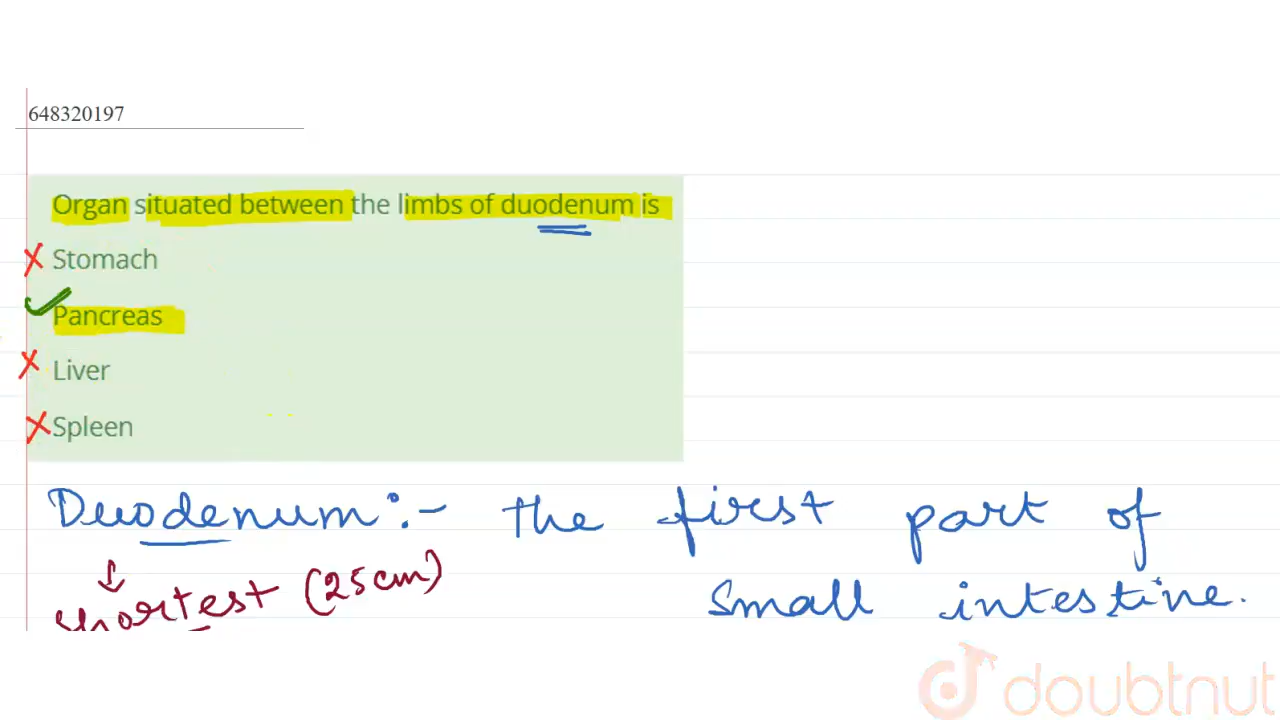 648320197
Organ situated between the limbs of duodenum is
Stomach
Pancreas
Liver
Spleen
Duodenum :- the first part of
small intestine.
shortest (25cm)
doubtnut